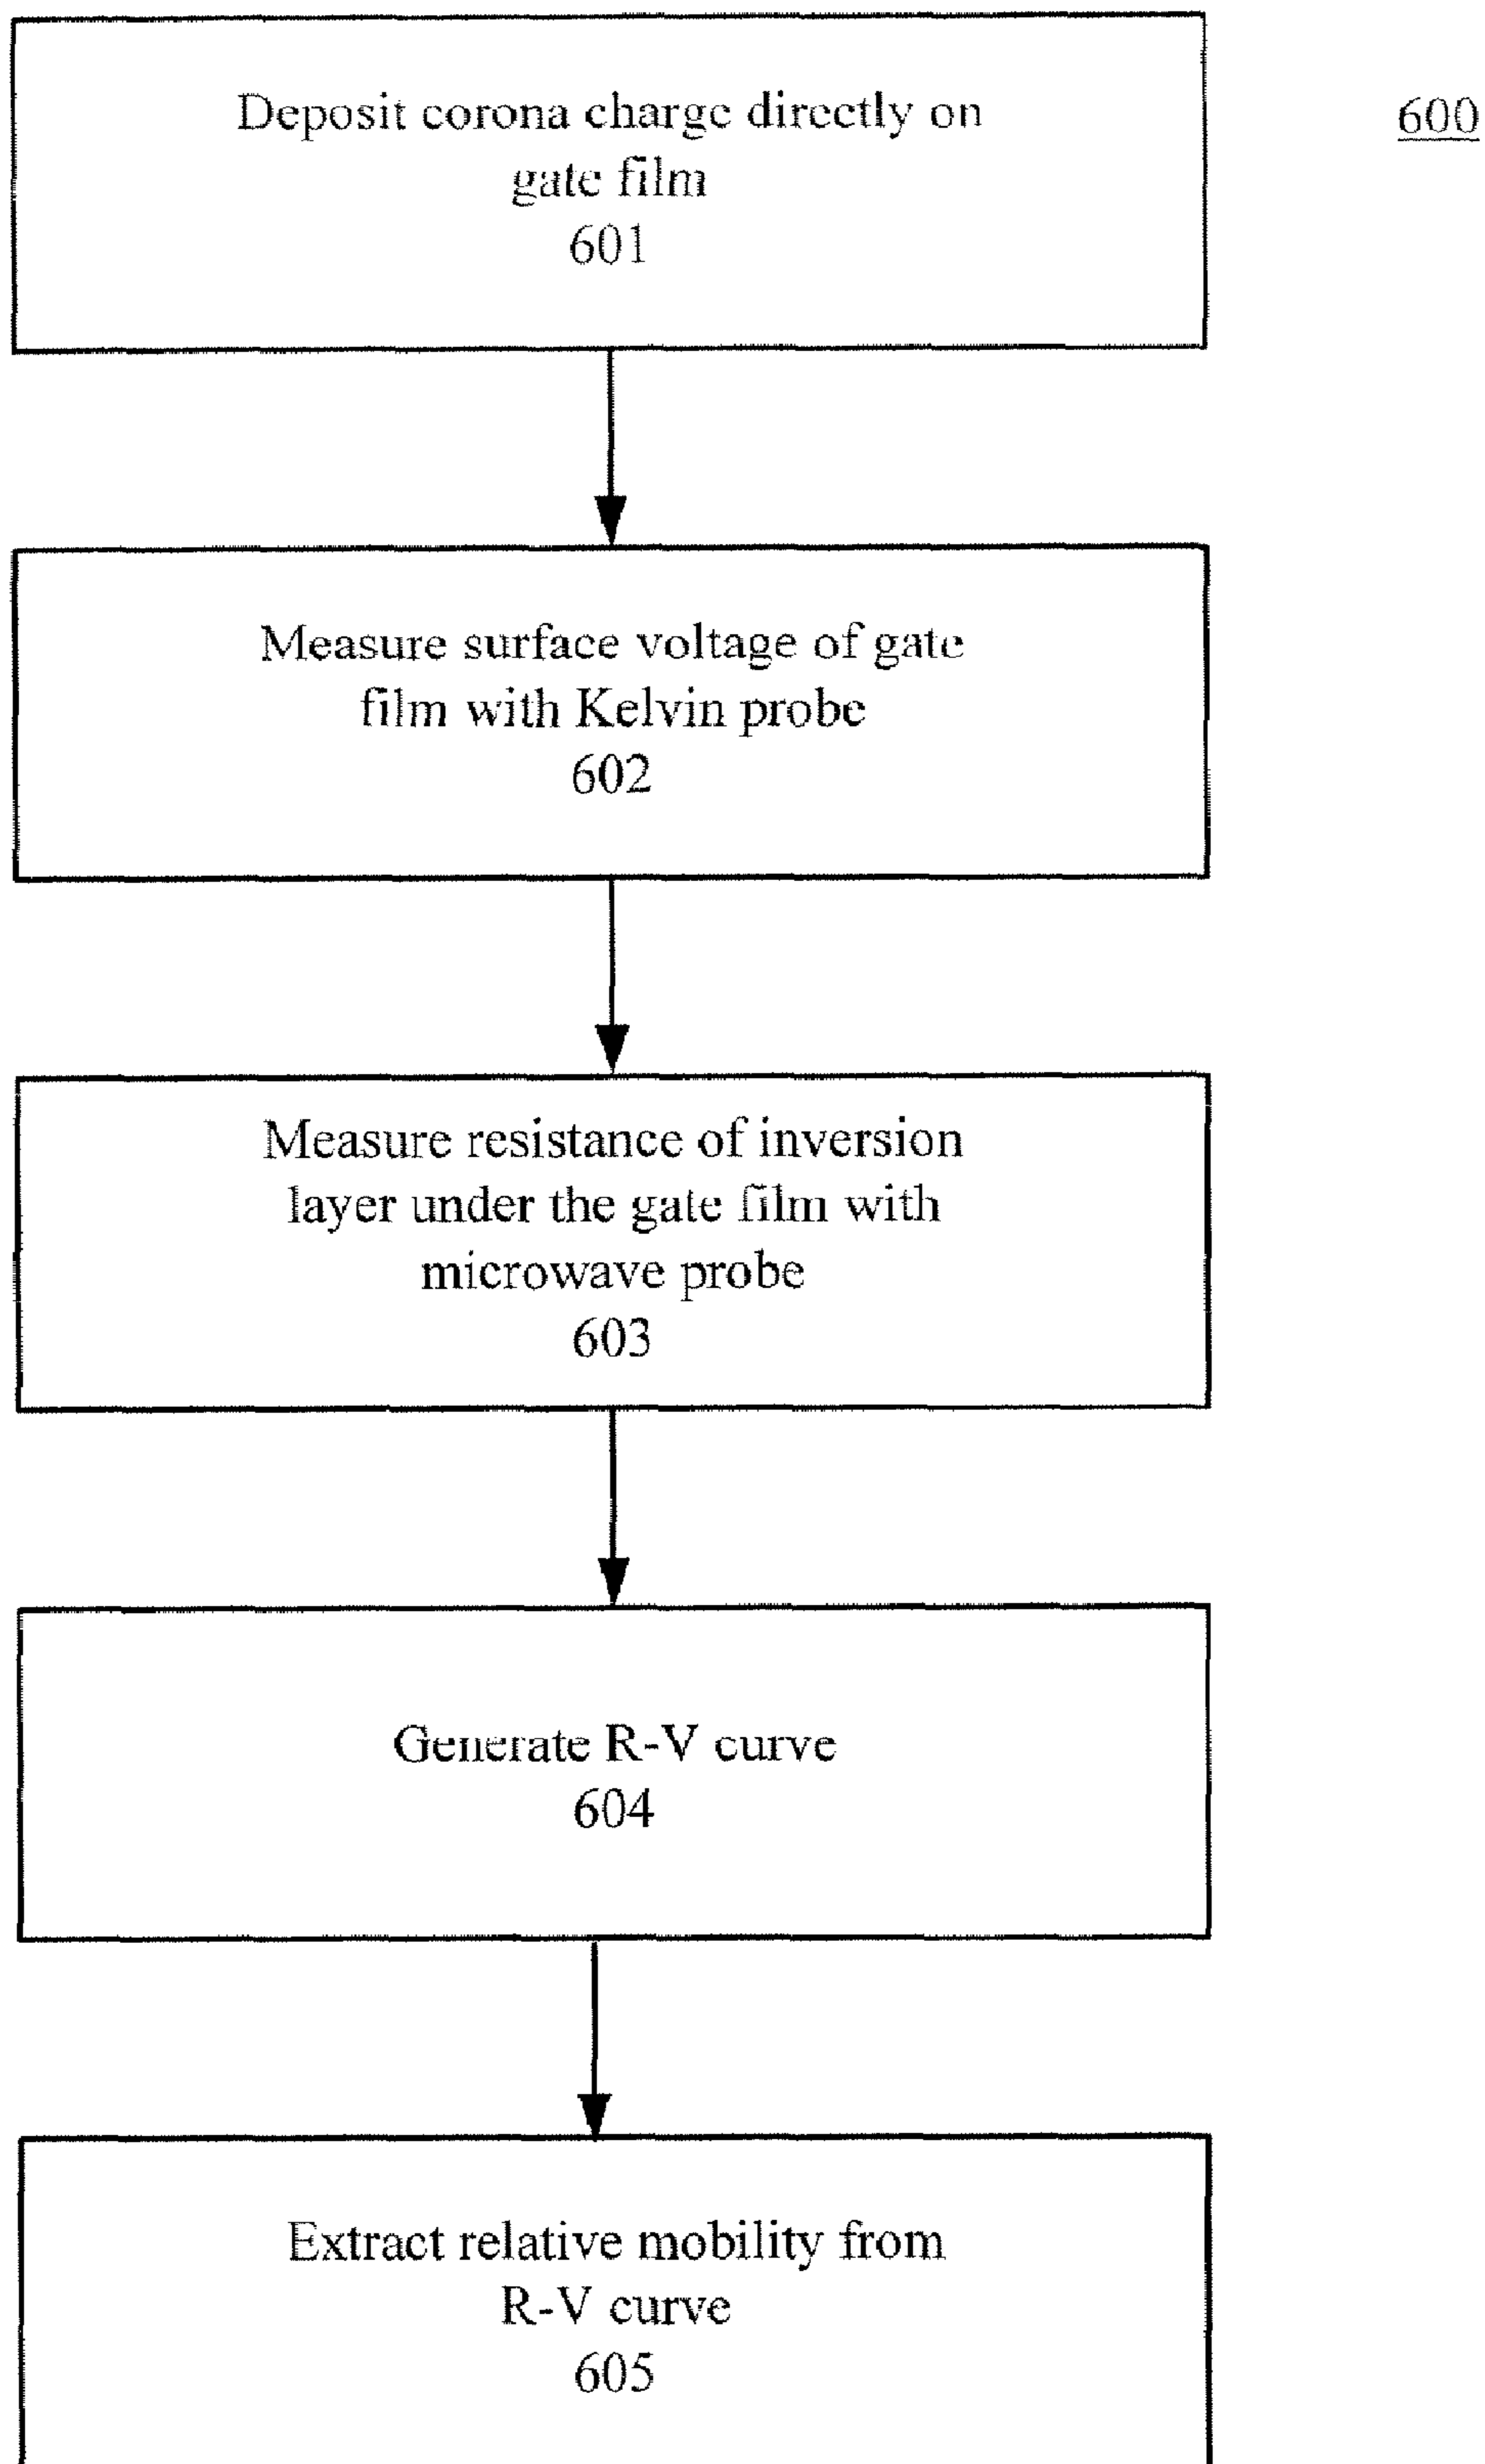 Deposit corona charge directly on
gate film
601
600
Measure surface voltage of gate
film with Kelvin probe
602
Measure resistance of inversion
layer under the gate film with
microwave probe
603
Generate R-V curve
604
Extract relative mobility from
R-V curve
605